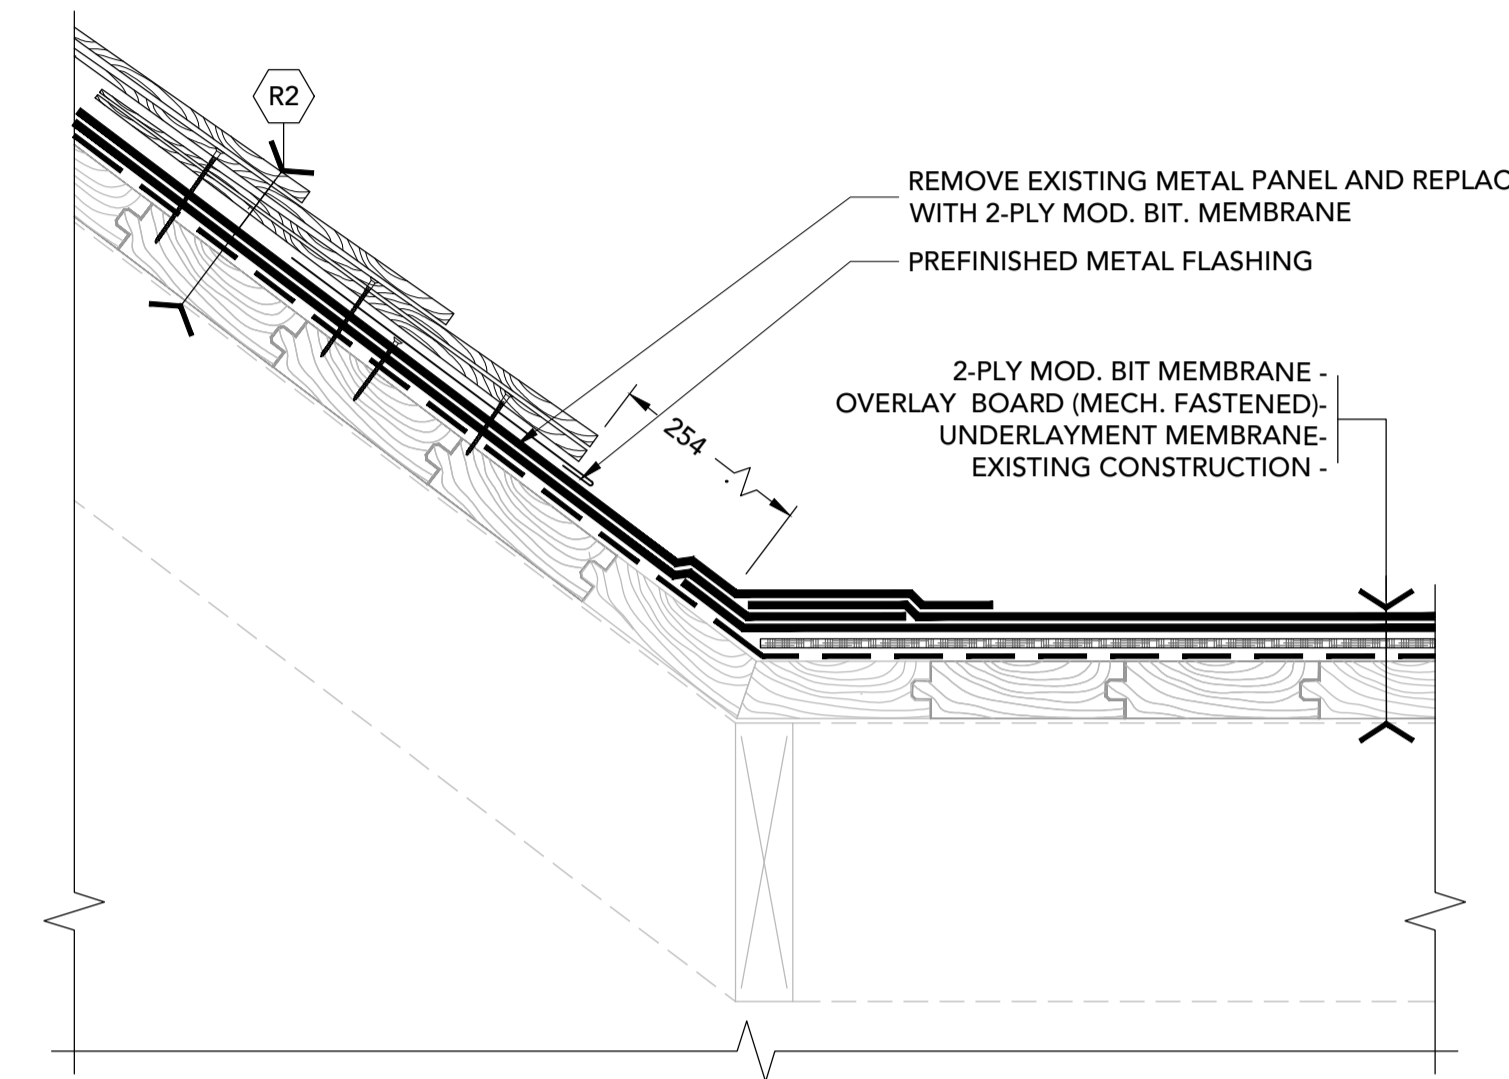 R2
REMOVE EXISTING METAL PANEL AND REPLAC
WITH 2-PLY MOD. BIT. MEMBRANE
PREFINISHED METAL FLASHING
254
2-PLY MOD. BIT MEMBRANE -
OVERLAY BOARD (MECH. FASTENED)-
UNDERLAYMENT MEMBRANE-
EXISTING CONSTRUCTION -